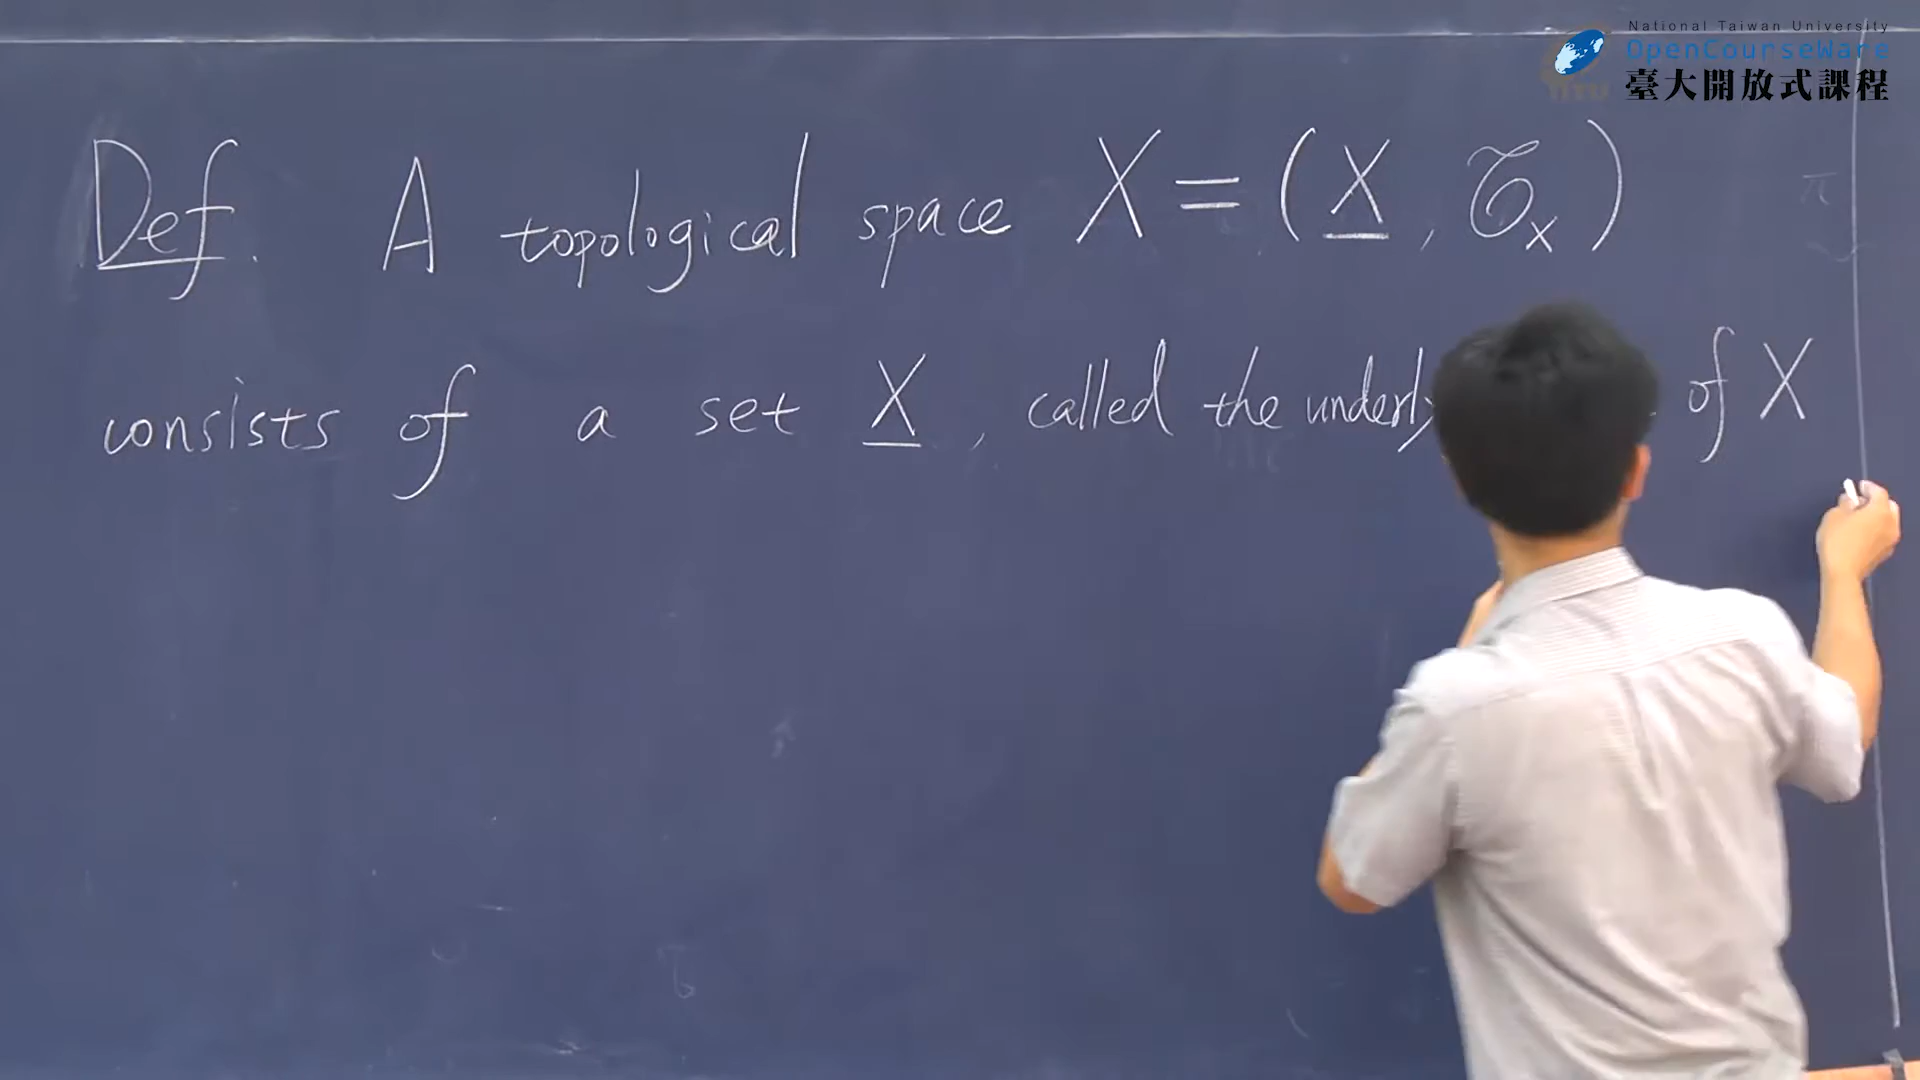 National Taiwan University
OpenCourseWare
臺大開放式課程
Def. A topological space X = (X, 𝒯x)
consists of a set X, called the of X